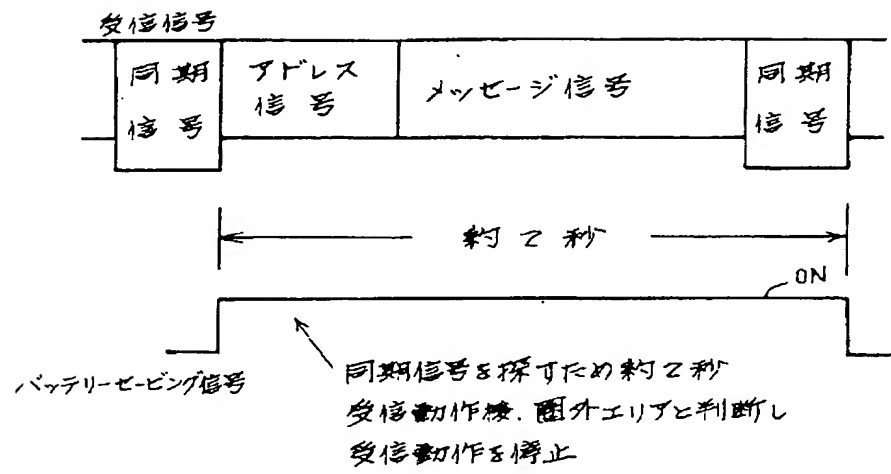 受信信号
同期
信号
アドレス
信号
メッセージ信号
同期
信号
約2秒
ON
バッテリーセービング信号
同期信号を探すため約2秒
受信動作後、圏外エリアと判断し
受信動作を停止